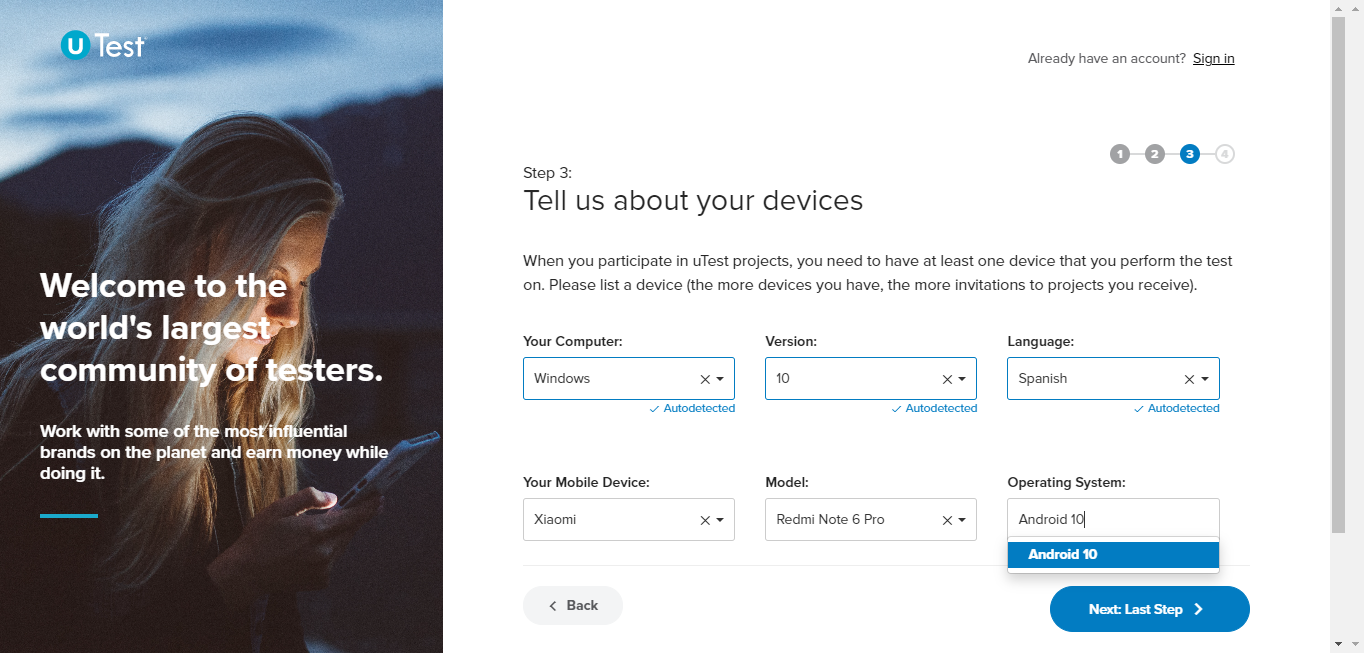 U Test
Already have an account? Sign in
1 2 3 4
Step 3:
Tell us about your devices
When you participate in uTest projects, you need to have at least one device that you perform the test
on. Please list a device (the more devices you have, the more invitations to projects you receive).
Welcome to the
world's largest
community of testers.
Work with some of the most influential
brands on the planet and earn money while
doing it.
Your Computer: Version: Language:
Windows 10 Spanish
Autodetected Autodetected Autodetected
Your Mobile Device: Model: Operating System:
Xiaomi Redmi Note 6 Pro Android 10
Android 10
Back Next: Last Step